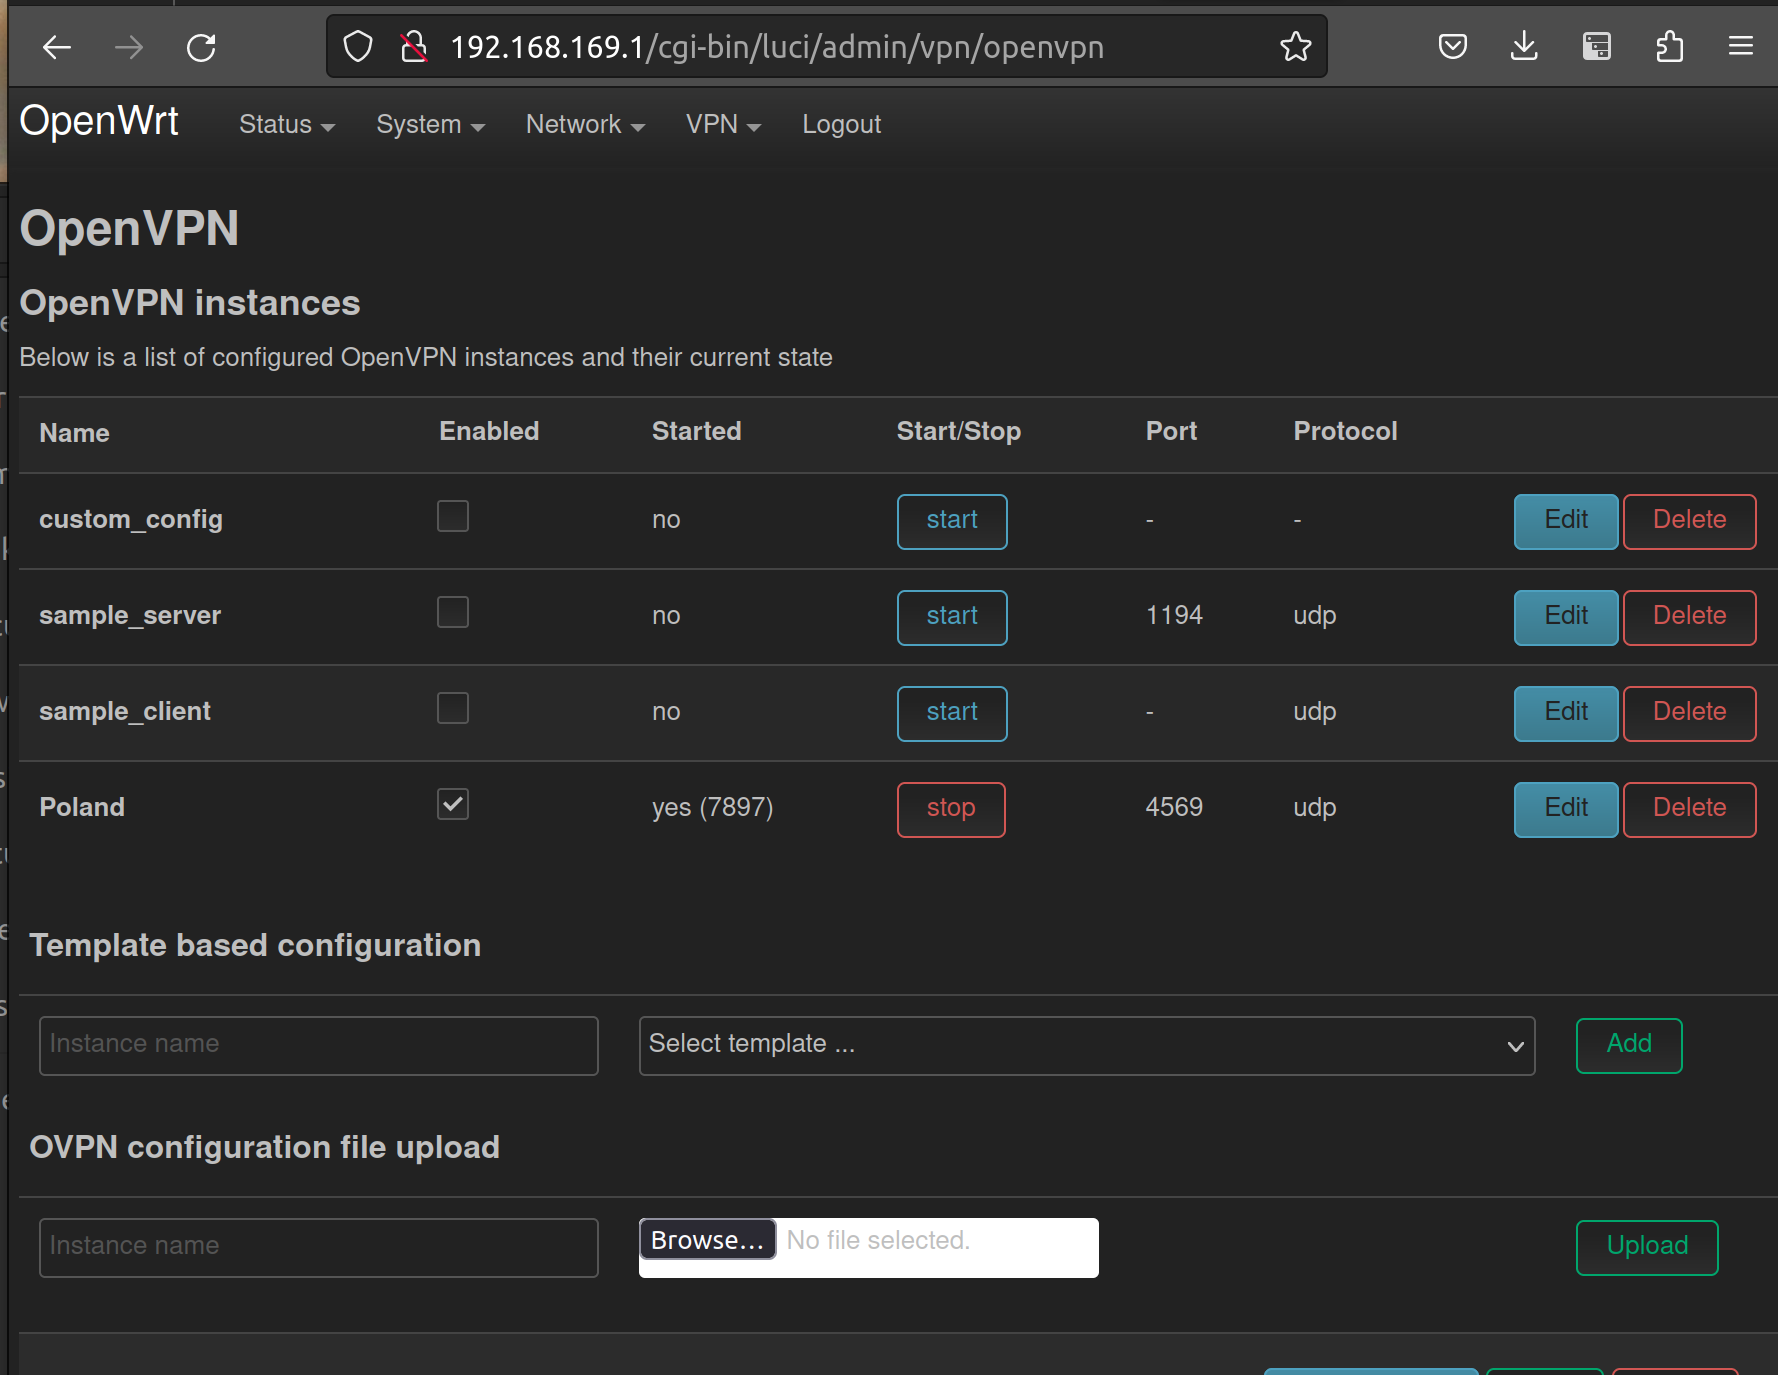 192.168.169.1/cgi-bin/luci/admin/vpn/openvpn
OpenWrt Status System Network VPN Logout
OpenVPN
OpenVPN instances
Below is a list of configured OpenVPN instances and their current state
Name Enabled Started Start/Stop Port Protocol
custom_config no start - - Edit Delete
sample_server no start 1194 udp Edit Delete
sample_client no start - udp Edit Delete
Poland yes (7897) stop 4569 udp Edit Delete
Template based configuration
Instance name Select template ... Add
OVPN configuration file upload
Instance name Browse... No file selected. Upload